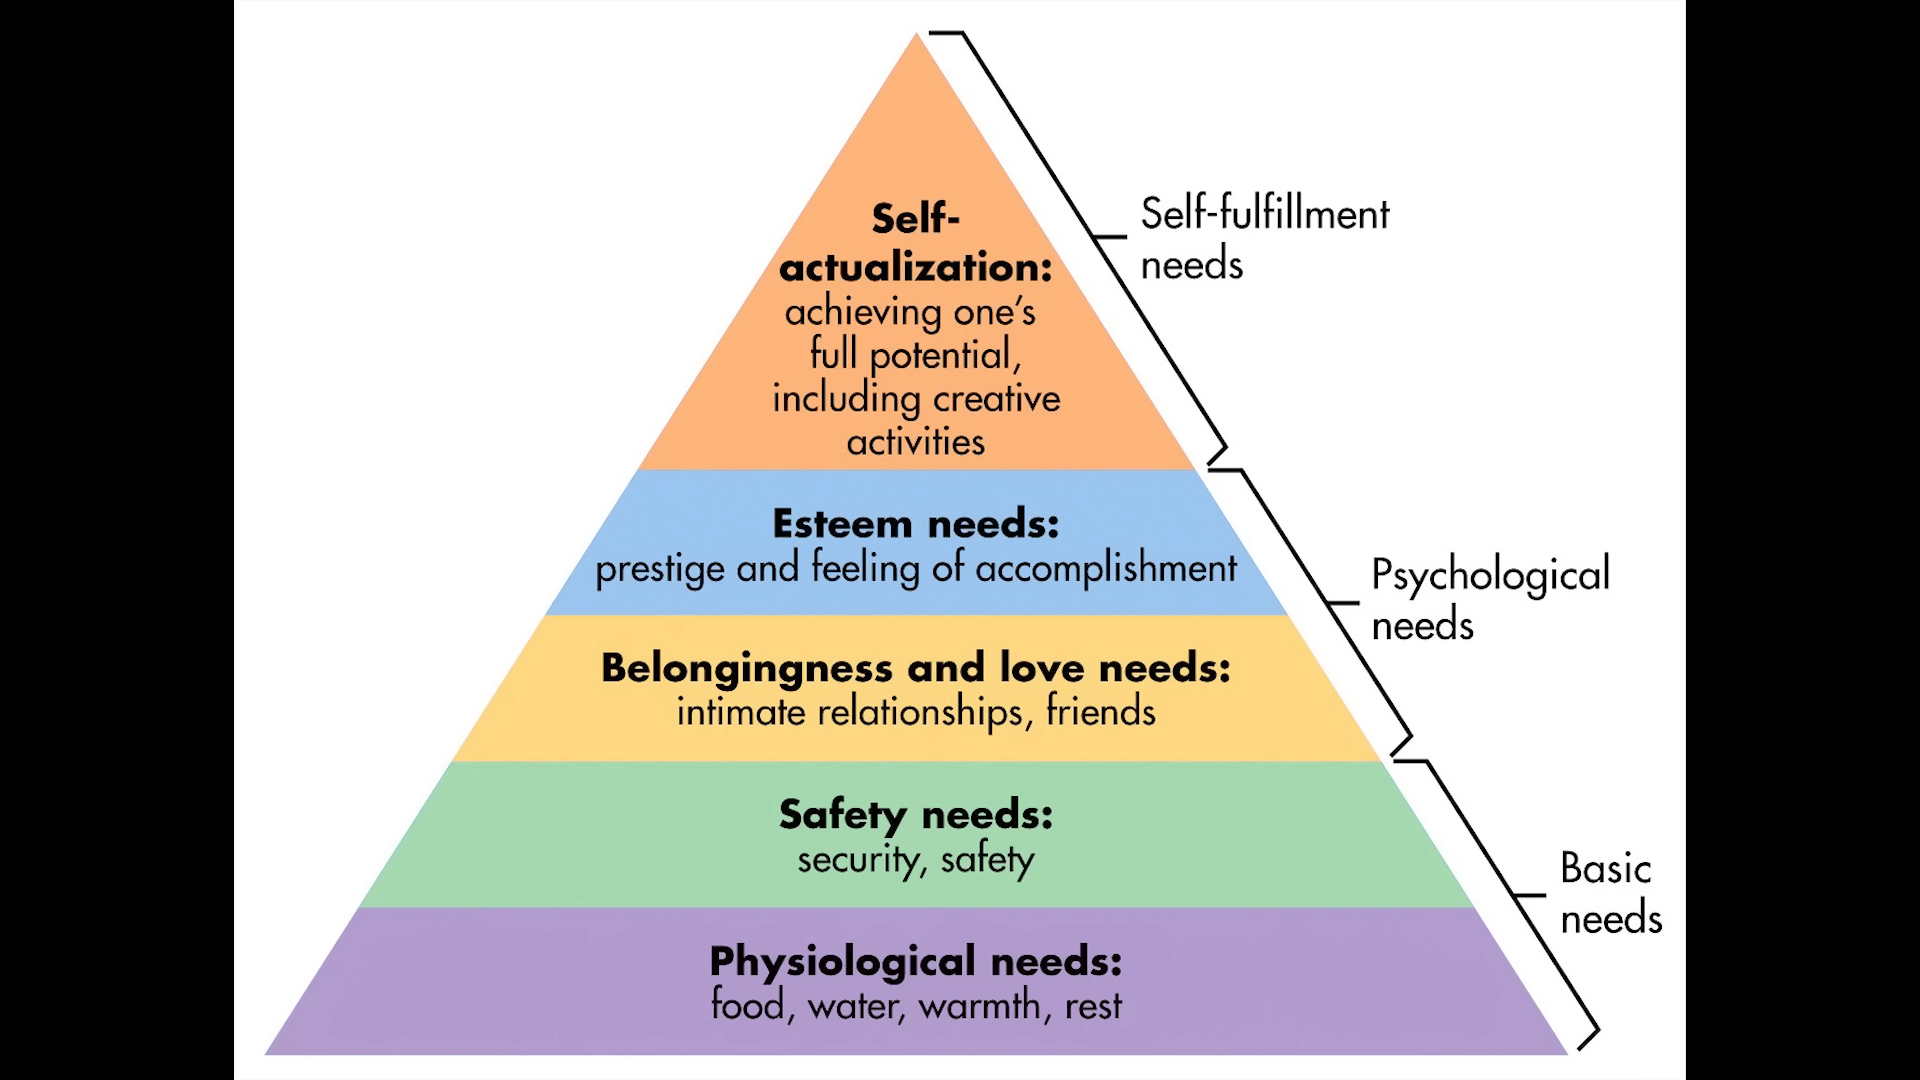 Self-
actualization:
achieving one's
full potential,
including creative
activities
Self-fulfillment
needs
Esteem needs:
prestige and feeling of accomplishment
Psychological
needs
Belongingness and love needs:
intimate relationships, friends
Safety needs:
security, safety
Basic
needs
Physiological needs:
food, water, warmth, rest